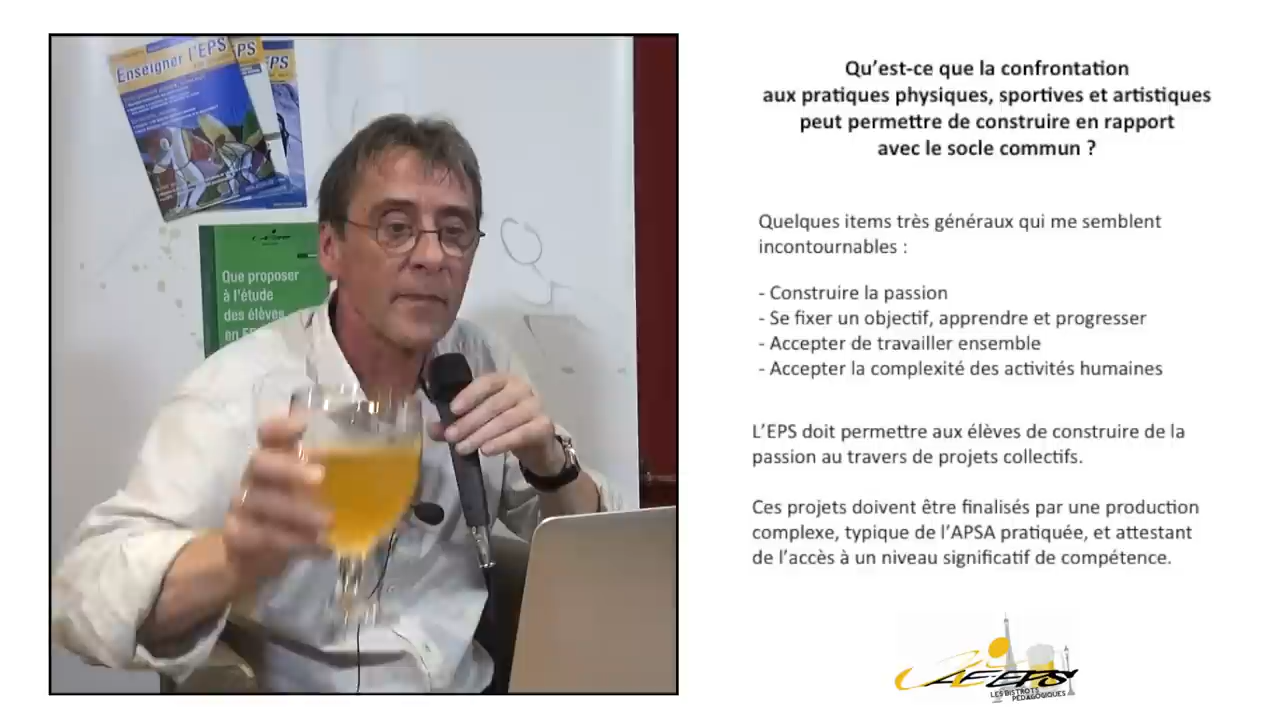 Enseigner l'EPS
EPS
EPS
Que proposer
à l'étude
des élèves
en
Qu'est-ce que la confrontation
aux pratiques physiques, sportives et artistiques
peut permettre de construire en rapport
avec le socle commun ?
Quelques items très généraux qui me semblent
incontournables :
- Construire la passion
- Se fixer un objectif, apprendre et progresser
- Accepter de travailler ensemble
- Accepter la complexité des activités humaines
L'EPS doit permettre aux élèves de construire de la
passion au travers de projets collectifs.
Ces projets doivent être finalisés par une production
complexe, typique de l'APSA pratiquée, et attestant
de l'accès à un niveau significatif de compétence.
AE-EPS
LES BISTROTS
PÉDAGOGIQUES